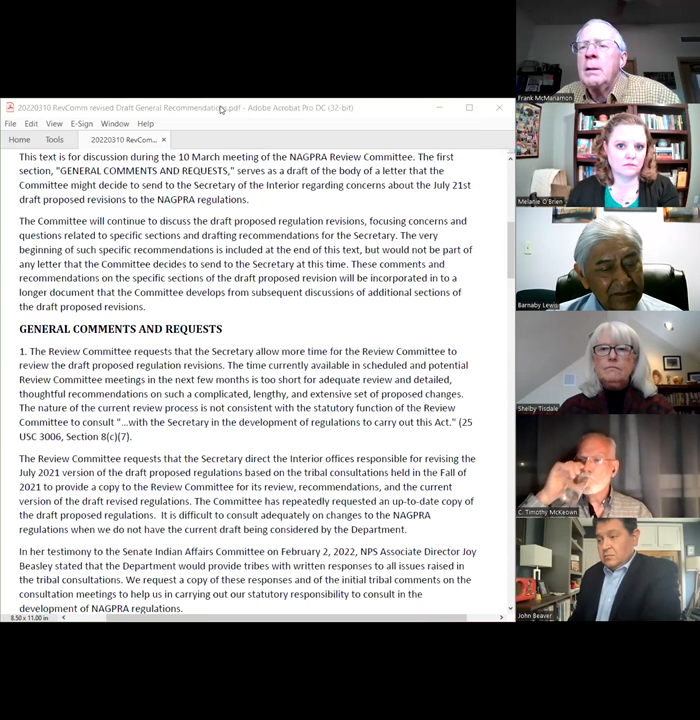 20220310 RevComm revised Draft General Recommendations.pdf - Adobe Acrobat Pro DC (32-bit)
File Edit View E-Sign Window Help
Home Tools 20220310 RevCom... ×
This text is for discussion during the 10 March meeting of the NAGPRA Review Committee. The first
section, "GENERAL COMMENTS AND REQUESTS," serves as a draft of the body of a letter that the
Committee might decide to send to the Secretary of the Interior regarding concerns about the July 21st
draft proposed revisions to the NAGPRA regulations.
The Committee will continue to discuss the draft proposed regulation revisions, focusing concerns and
questions related to specific sections and drafting recommendations for the Secretary. The very
beginning of such specific recommendations is included at the end of this text, but would not be part of
any letter that the Committee decides to send to the Secretary at this time. These comments and
recommendations on the specific sections of the draft proposed revision will be incorporated in to a
longer document that the Committee develops from subsequent discussions of additional sections of
the draft proposed revisions.
GENERAL COMMENTS AND REQUESTS
1. The Review Committee requests that the Secretary allow more time for the Review Committee to
review the draft proposed regulation revisions. The time currently available in scheduled and potential
Review Committee meetings in the next few months is too short for adequate review and detailed,
thoughtful recommendations on such a complicated, lengthy, and extensive set of proposed changes.
The nature of the current review process is not consistent with the statutory function of the Review
Committee to consult "...with the Secretary in the development of regulations to carry out this Act." (25
USC 3006, Section 8(c)(7).
The Review Committee requests that the Secretary direct the Interior offices responsible for revising the
July 2021 version of the draft proposed regulations based on the tribal consultations held in the Fall of
2021 to provide a copy to the Review Committee for its review, recommendations, and the current
version of the draft revised regulations. The Committee has repeatedly requested an up-to-date copy of
the draft proposed regulations. It is difficult to consult adequately on changes to the NAGPRA
regulations when we do not have the current draft being considered by the Department.
In her testimony to the Senate Indian Affairs Committee on February 2, 2022, NPS Associate Director Joy
Beasley stated that the Department would provide tribes with written responses to all issues raised in
the tribal consultations. We request a copy of these responses and of the initial tribal comments on the
consultation meetings to help us in carrying out our statutory responsibility to consult in the
development of NAGPRA regulations.
8.50 x 11.00 in
Frank McManamon
Melanie O'Brien
Barnaby Lewis
Shelby Tisdale
C. Timothy McKeown
John Beaver